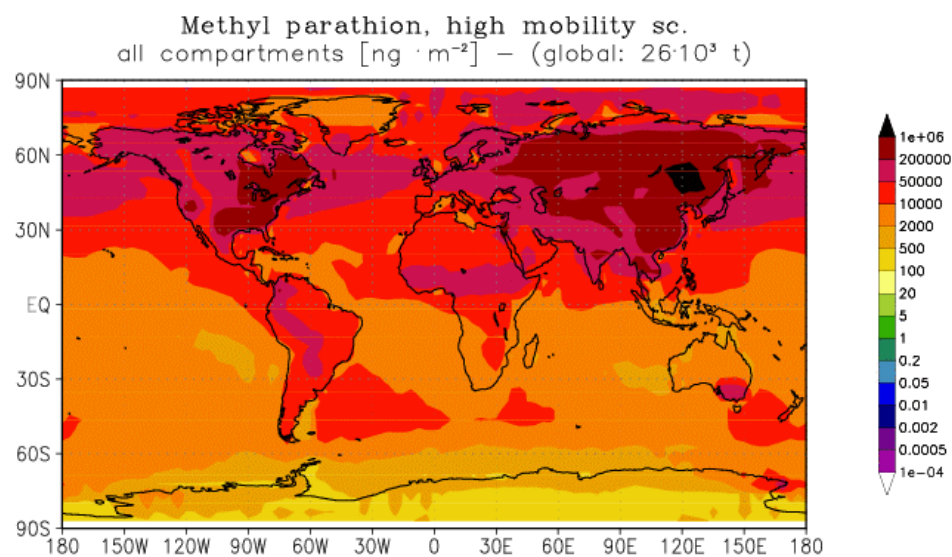 Methyl parathion, high mobility sc.
all compartments [ng · m⁻²] – (global: 26·10³ t)
90N
60N
30N
EQ
30S
60S
90S
180 150W 120W 90W 60W 30W 0 30E 60E 90E 120E 150E 180
1e+06
200000
50000
10000
2000
500
100
20
5
1
0.2
0.05
0.01
0.002
0.0005
1e−04